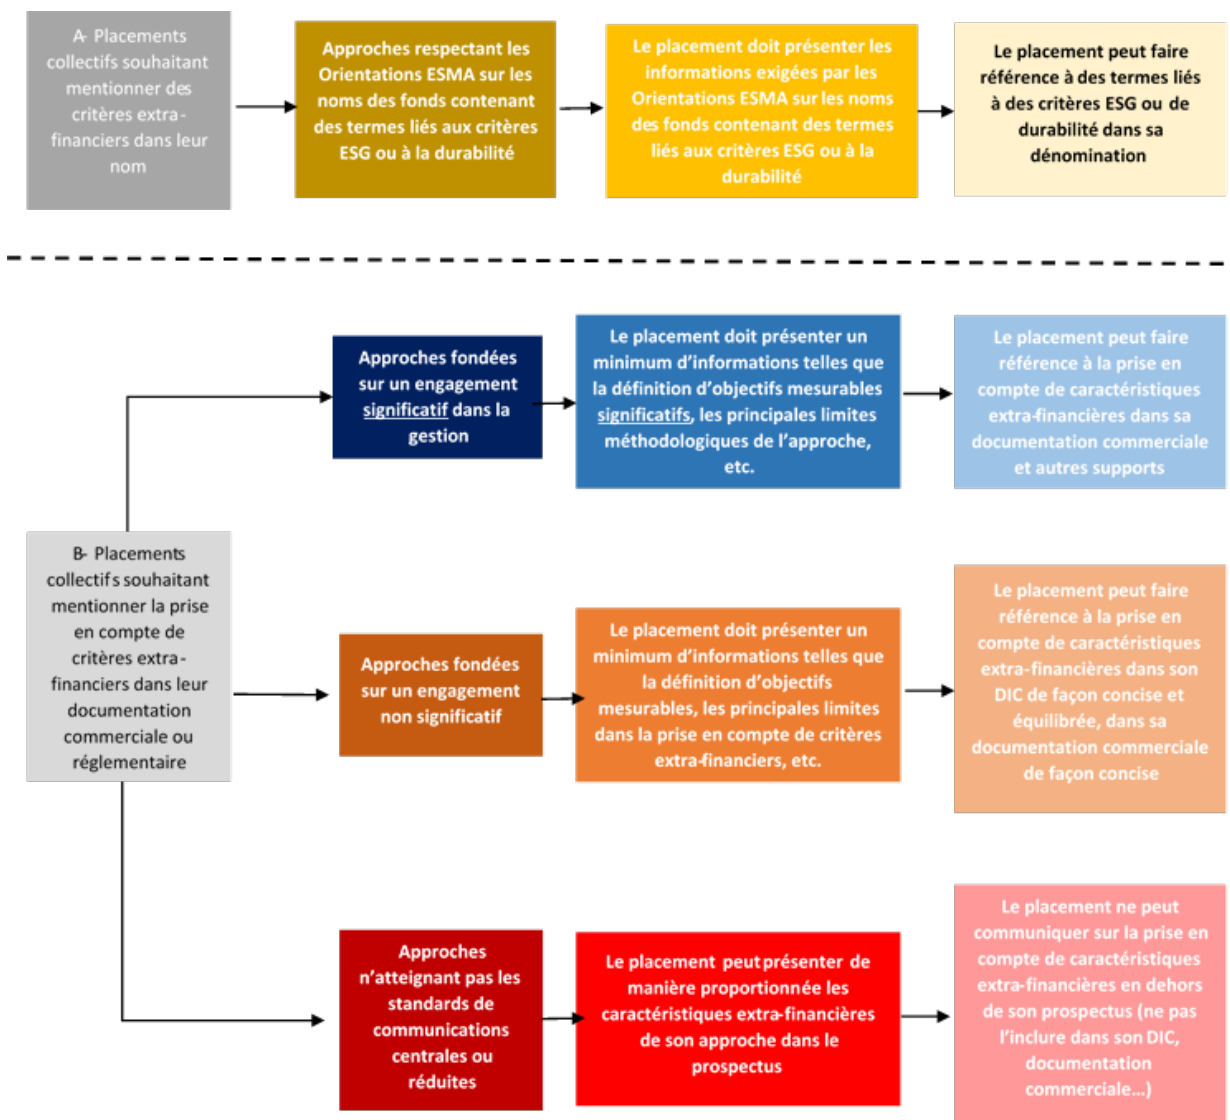 A- Placements
collectifs souhaitant
mentionner des
critères extra-
financiers dans leur
nom
Approches respectant les
Orientations ESMA sur les
noms des fonds contenant
des termes liés aux critères
ESG ou à la durabilité
Le placement doit présenter les
informations exigées par les
Orientations ESMA sur les noms
des fonds contenant des termes
liés aux critères ESG ou à la
durabilité
Le placement peut faire
référence à des termes liés
à des critères ESG ou de
durabilité dans sa
dénomination
B- Placements
collectifs souhaitant
mentionner la prise
en compte de
critères extra-
financiers dans leur
documentation
commerciale ou
réglementaire
Approches fondées
sur un engagement
significatif dans la
gestion
Le placement doit présenter un
minimum d'informations telles que
la définition d'objectifs mesurables
significatifs, les principales limites
méthodologiques de l'approche,
etc.
Le placement peut faire
référence à la prise en
compte de caractéristiques
extra-financières dans sa
documentation commerciale
et autres supports
Approches fondées
sur un engagement
non significatif
Le placement doit présenter un
minimum d'informations telles que
la définition d'objectifs
mesurables, les principales limites
dans la prise en compte de critères
extra-financiers, etc.
Le placement peut faire
référence à la prise en
compte de caractéristiques
extra-financières dans son
DIC de façon concise et
équilibrée, dans sa
documentation commerciale
de façon concise
Approches
n'atteignant pas les
standards de
communications
centrales ou
réduites
Le placement peut présenter de
manière proportionnée les
caractéristiques extra-financières
de son approche dans le
prospectus
Le placement ne peut
communiquer sur la prise en
compte de caractéristiques
extra-financières en dehors
de son prospectus (ne pas
l'inclure dans son DIC,
documentation
commerciale…)